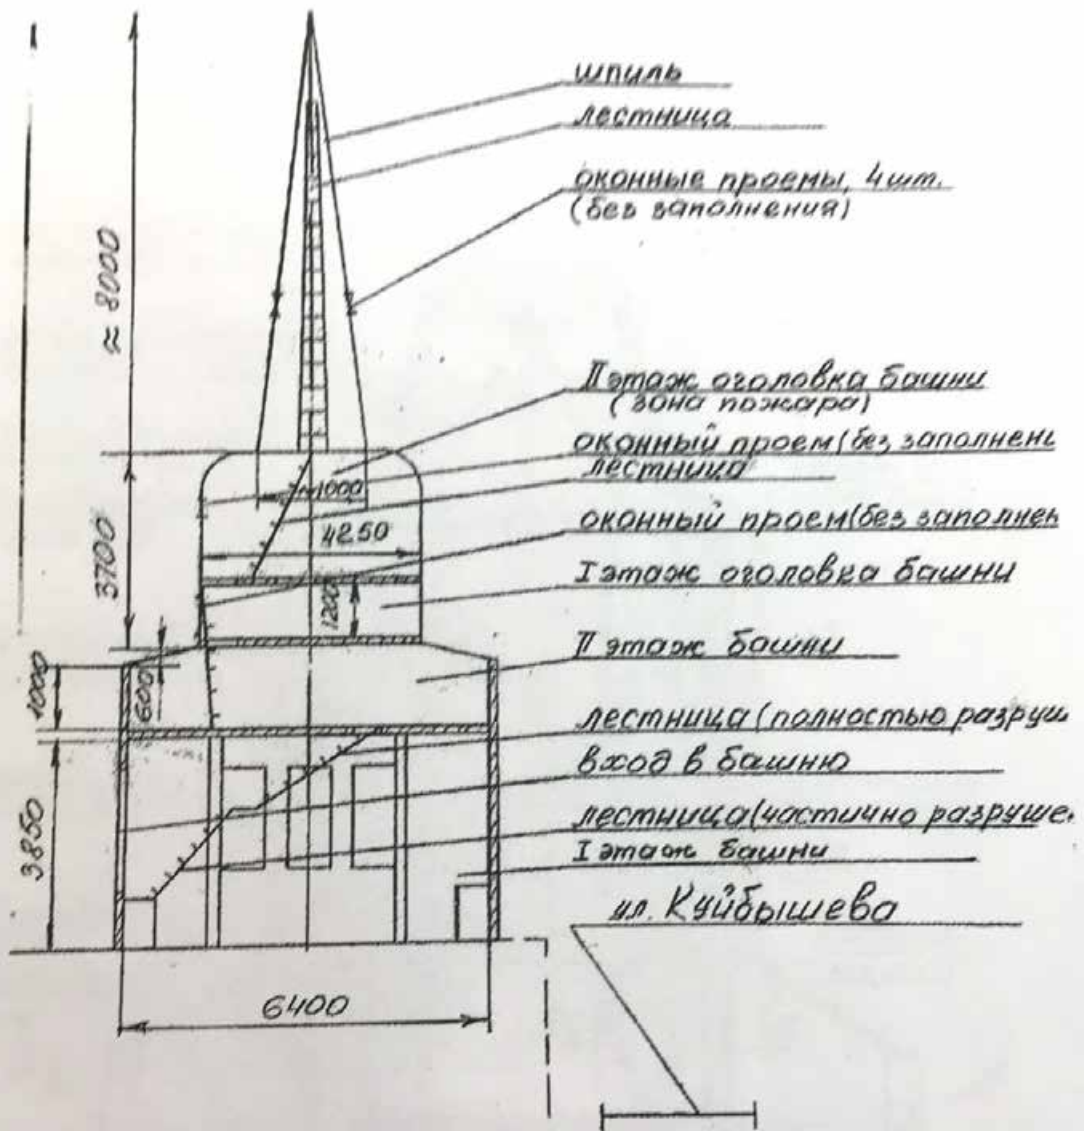 шпиль
лестница
оконные проемы, 4шт.
(без заполнения)
≈ 8000
II этаж оголовка башни
(зона пожара)
оконный проем (без заполнени
лестница
1000
оконный проем (без заполнен
4250
3700
I этаж оголовка башни
1200
II этаж башни
1000
600
лестница (полностью разруш
вход в башню
лестница (частично разруше
I этаж башни
3850
ул. Куйбышева
6400